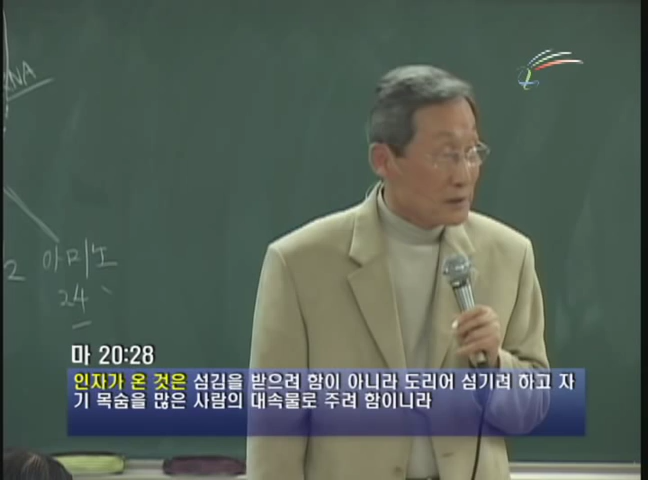 RNA
아미노
24
2
마 20:28
인자가 온 것은 섬김을 받으려 함이 아니라 도리어 섬기려 하고 자
기 목숨을 많은 사람의 대속물로 주려 함이니라